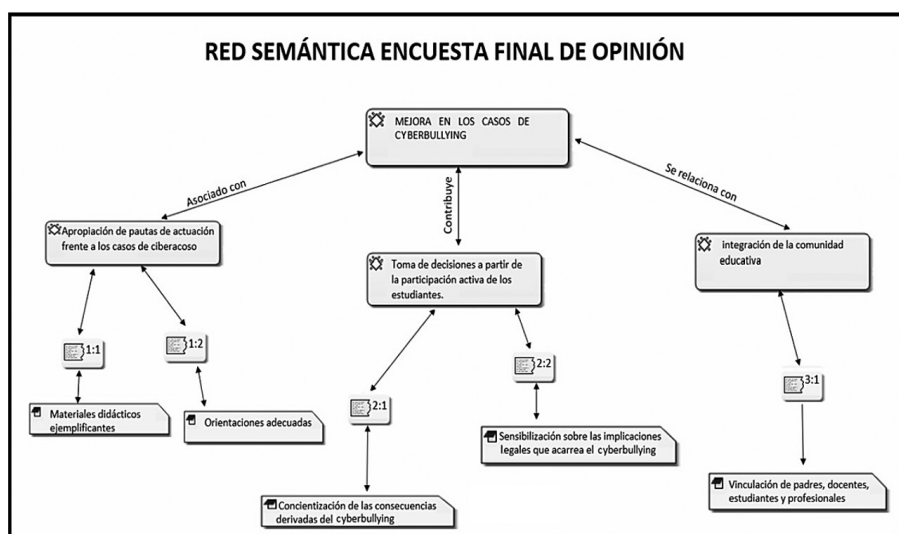 RED SEMÁNTICA ENCUESTA FINAL DE OPINIÓN
MEJORA EN LOS CASOS DE
CYBERBULLYING
Asociado con
Contribuye
Se relaciona con
Apropiación de pautas de actuación
frente a los casos de ciberacoso
Toma de decisiones a partir de
la participación activa de los
estudiantes.
integración de la comunidad
educativa
1:1
1:2
2:1
2:2
3:1
Materiales didácticos
ejemplificantes
Orientaciones adecuadas
Sensibilización sobre las implicaciones
legales que acarrea el cyberbullying
Concientización de las consecuencias
derivadas del cyberbullying
Vinculación de padres, docentes,
estudiantes y profesionales